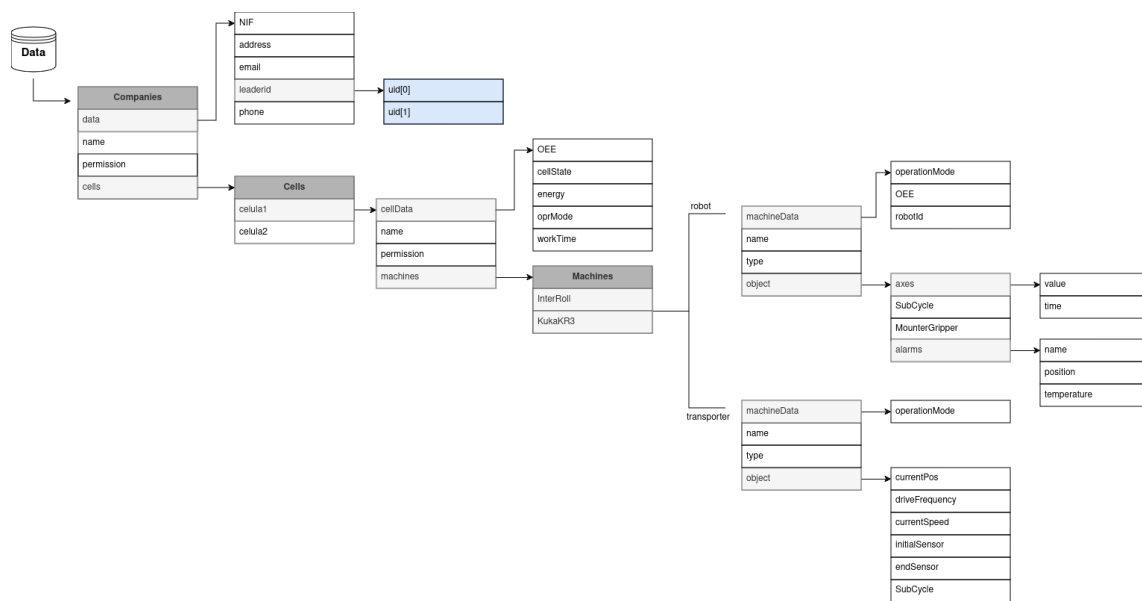 Data
Companies
data
name
permission
cells
NIF
address
email
leaderid
phone
uid[0]
uid[1]
Cells
celula1
celula2
cellData
name
permission
machines
OEE
cellState
energy
oprMode
workTime
Machines
InterRoll
KukaKR3
robot
machineData
name
type
object
operationMode
OEE
robotId
axes
SubCycle
MounterGripper
alarms
value
time
name
position
temperature
transporter
machineData
name
type
object
operationMode
currentPos
driveFrequency
currentSpeed
initialSensor
endSensor
SubCycle